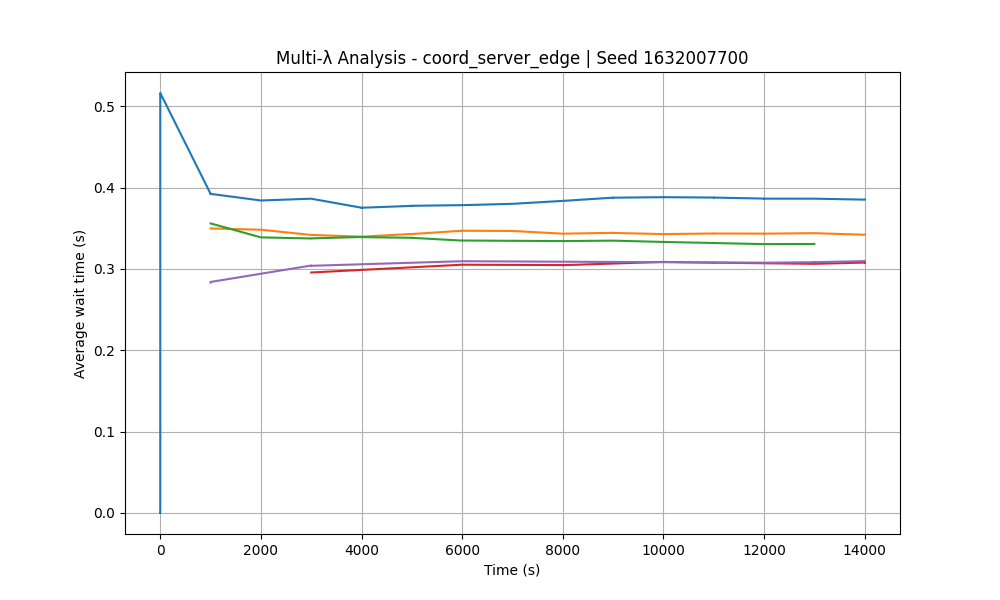 Multi-λ Analysis - coord_server_edge | Seed 1632007700
Average wait time (s)
0.5
0.4
0.3
0.2
0.1
0.0
0 2000 4000 6000 8000 10000 12000 14000
Time (s)